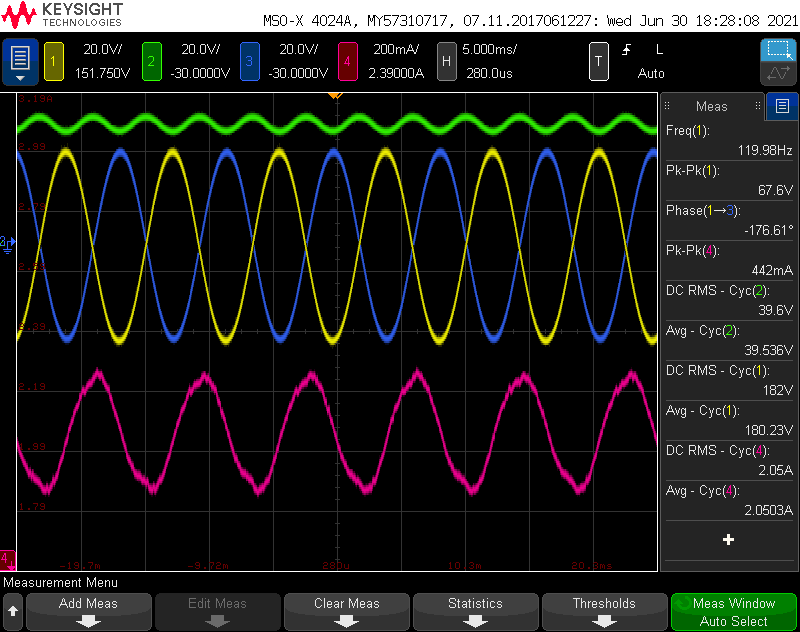 KEYSIGHT
TECHNOLOGIES
MSO-X 4024A, MY57310717, 07.11.2017061227: Wed Jun 30 18:28:08 2021
1 20.0V/ 2 20.0V/ 3 20.0V/ 4 200mA/ H 5.000ms/ T L
151.750V -30.0000V -30.0000V 2.39000A 280.0us Auto
3.19A
2.99
2.19
1.99
1.79
-19.7m -3.72m 280u 20.3ms
Meas
Freq(1):
119.98Hz
Pk-Pk(1):
67.6V
Phase(1→3):
-176.61°
Pk-Pk(4):
442mA
DC RMS - Cyc(2):
39.6V
Avg - Cyc(2):
39.536V
DC RMS - Cyc(1):
182V
Avg - Cyc(1):
180.23V
DC RMS - Cyc(4):
2.05A
Avg - Cyc(4):
2.0503A
Measurement Menu
Add Meas
Edit Meas
Clear Meas
Statistics
Thresholds
Meas Window
Auto Select